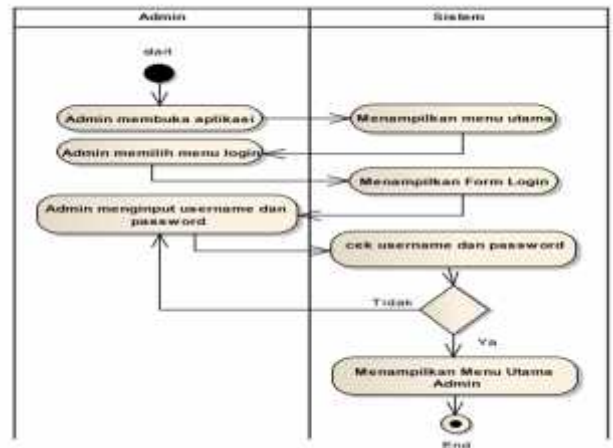 Admin
Sistem
start
Admin membuka aplikasi
Menampilkan menu utama
Admin memilih menu login
Menampilkan Form Login
Admin menginput username dan
password
cek username dan password
Tidak
Ya
Menampilkan Menu Utama
Admin
End